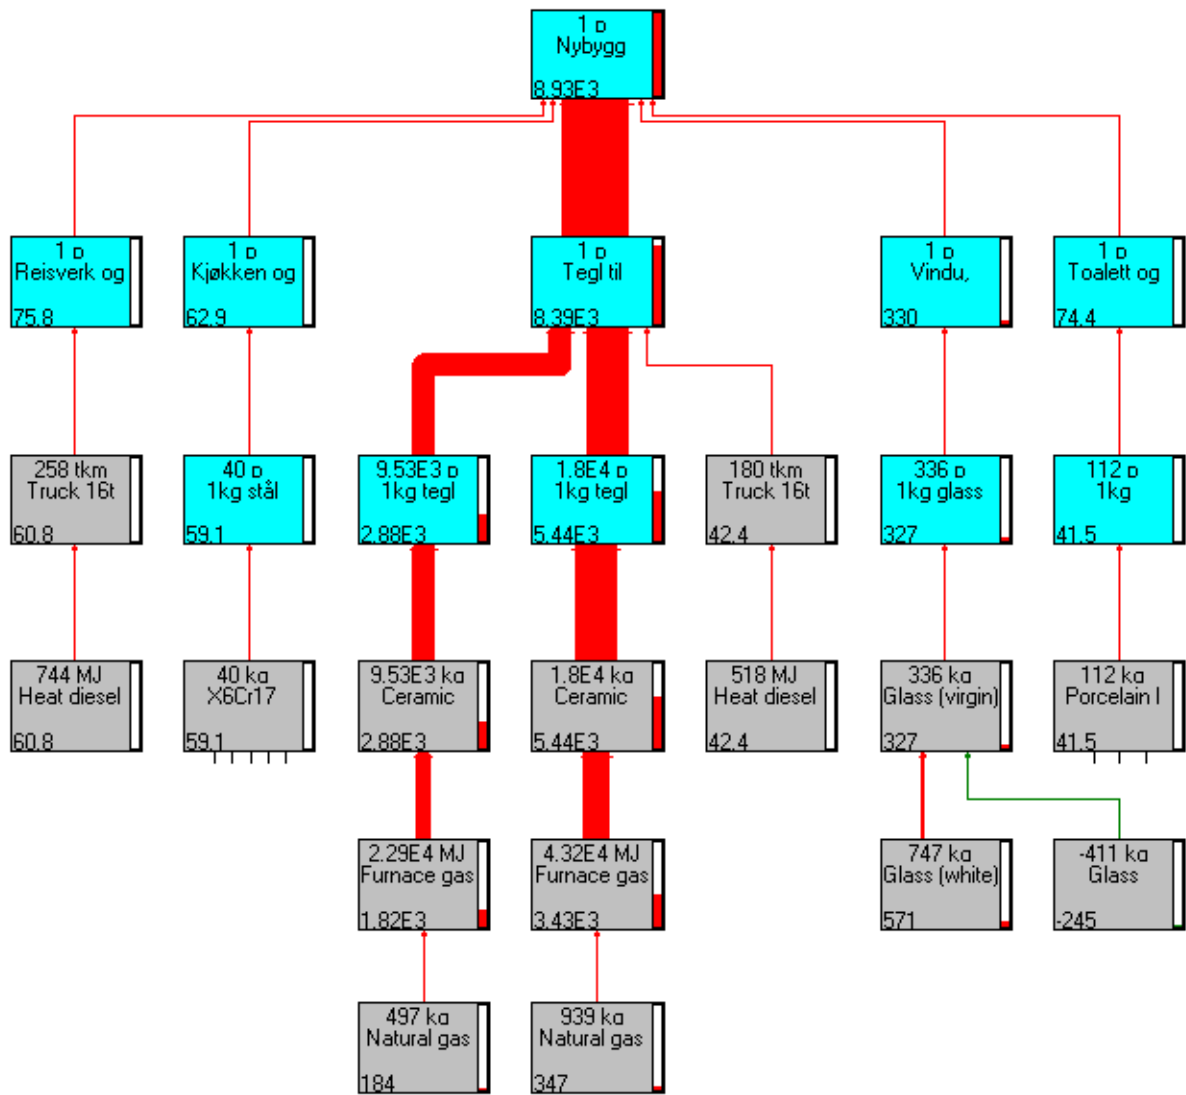 1 p
Nybygg
8.93E3
1 p
Reisverk og
75.8
1 p
Kjøkken og
62.9
1 p
Tegl til
8.39E3
1 p
Vindu,
330
1 p
Toalett og
74.4
258 tkm
Truck 16t
60.8
40 p
1kg stål
59.1
9.53E3 p
1kg tegl
2.88E3
1.8E4 p
1kg tegl
5.44E3
180 tkm
Truck 16t
42.4
336 p
1kg glass
327
112 p
1kg
41.5
744 MJ
Heat diesel
60.8
40 kg
X6Cr17
59.1
9.53E3 kg
Ceramic
2.88E3
1.8E4 kg
Ceramic
5.44E3
518 MJ
Heat diesel
42.4
336 kg
Glass (virgin)
327
112 kg
Porcelain I
41.5
2.29E4 MJ
Furnace gas
1.82E3
4.32E4 MJ
Furnace gas
3.43E3
747 kg
Glass (white)
571
-411 kg
Glass
-245
497 kg
Natural gas
184
939 kg
Natural gas
347